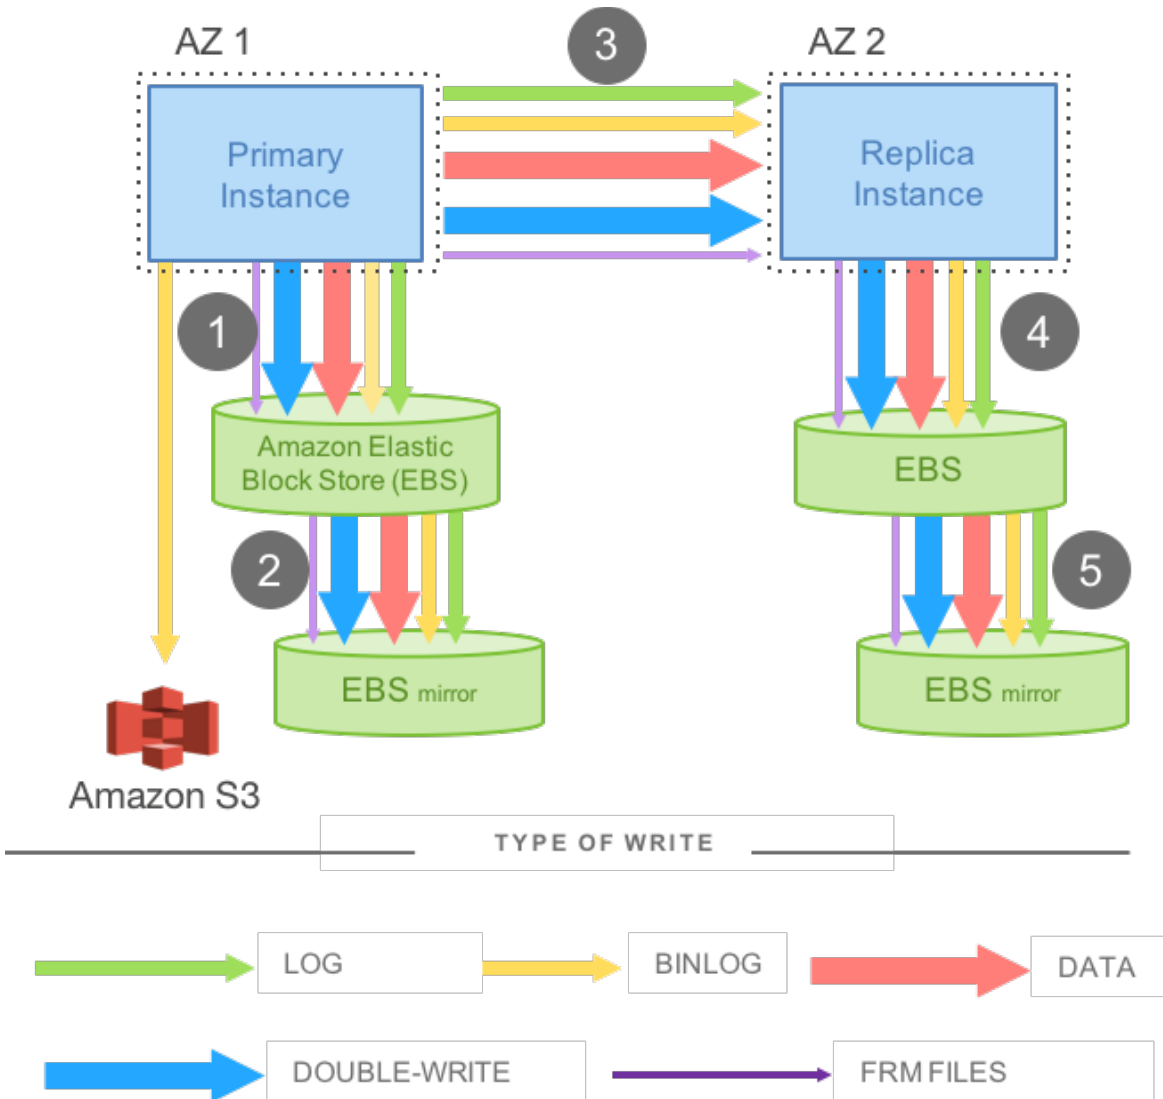 AZ 1
3
AZ 2
Primary
Instance
Replica
Instance
1
4
Amazon Elastic
Block Store (EBS)
EBS
2
5
EBS mirror
EBS mirror
Amazon S3
TYPE OF WRITE
LOG
BINLOG
DATA
DOUBLE-WRITE
FRM FILES